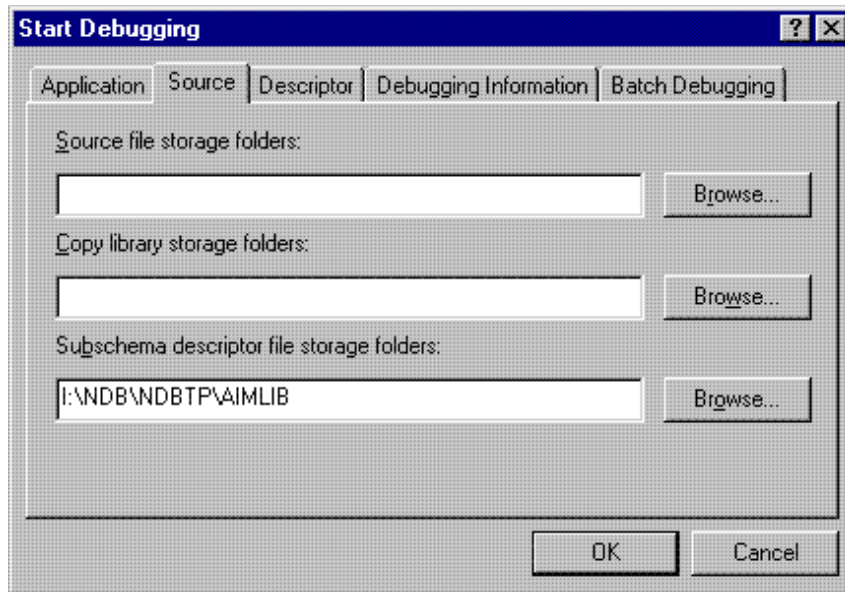 Start Debugging
Application Source Descriptor Debugging Information Batch Debugging
Source file storage folders:
Browse...
Copy library storage folders:
Browse...
Subschema descriptor file storage folders:
I:\NDB\NDBTP\AIMLIB Browse...
OK Cancel